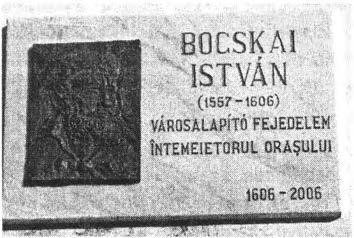 BOCSKAI
ISTVÁN
(1557-1606)
VÁROSALAPÍTÓ FEJEDELEM
ÎNTEMEIETORUL ORAŞULUI
1606-2006